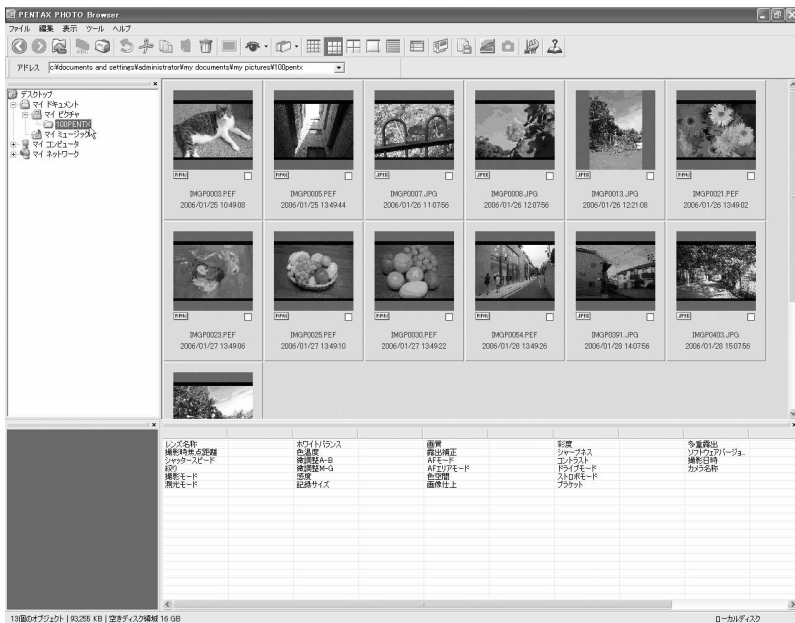 PENTAX PHOTO Browser
ファイル 編集 表示 ツール ヘルプ
アドレス c:¥documents and settings¥administrator¥my documents¥my pictures¥100pentx
デスクトップ
マイ ドキュメント
マイ ピクチャ
100PENTX
マイ ミュージック
マイ コンピュータ
マイ ネットワーク
RAW RAW JPEG JPEG JPEG RAW
IMGP0003.PEF IMGP0005.PEF IMGP0007.JPG IMGP0008.JPG IMGP0013.JPG IMGP0021.PEF
2006/01/25 10:49:08 2006/01/25 13:49:44 2006/01/26 11:07:56 2006/01/26 12:07:56 2006/01/26 12:21:08 2006/01/26 13:49:02
RAW RAW RAW RAW JPEG JPEG
IMGP0023.PEF IMGP0025.PEF IMGP0030.PEF IMGP0054.PEF IMGP0391.JPG IMGP0403.JPG
2006/01/27 13:49:06 2006/01/27 13:49:10 2006/01/27 13:49:22 2006/01/28 13:49:26 2006/01/28 14:07:56 2006/01/28 15:07:56
レンズ名称 ホワイトバランス 画質 彩度 多重露出
撮影時焦点距離 色温度 露出補正 シャープネス ソフトウェアバージョ...
シャッタースピード 微調整A-B AFモード コントラスト 撮影日時
絞り 微調整M-G AFエリアモード ドライブモード カメラ名称
撮影モード 感度 色空間 ストロボモード
測光モード 記録サイズ 画像仕上 ブラケット
13個のオブジェクト | 93,255 KB | 空きディスク領域 16 GB ローカルディスク